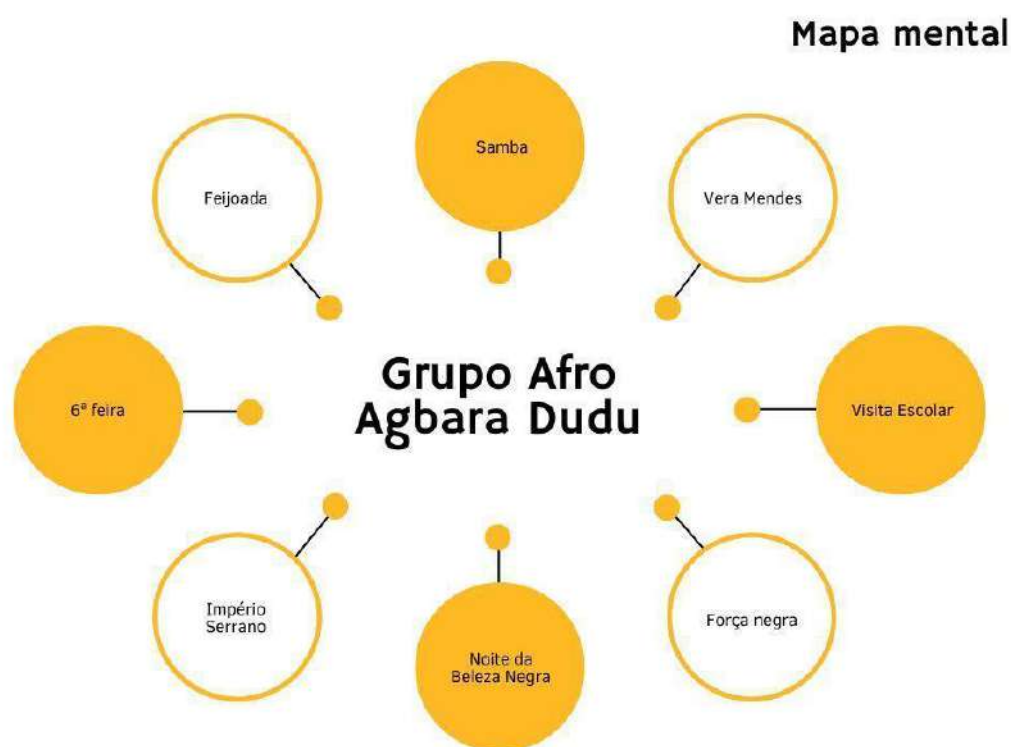 Mapa mental
Samba
Feijoada
Vera Mendes
Grupo Afro
Agbara Dudu
6ª feira
Visita Escolar
Império
Serrano
Força negra
Noite da
Beleza Negra